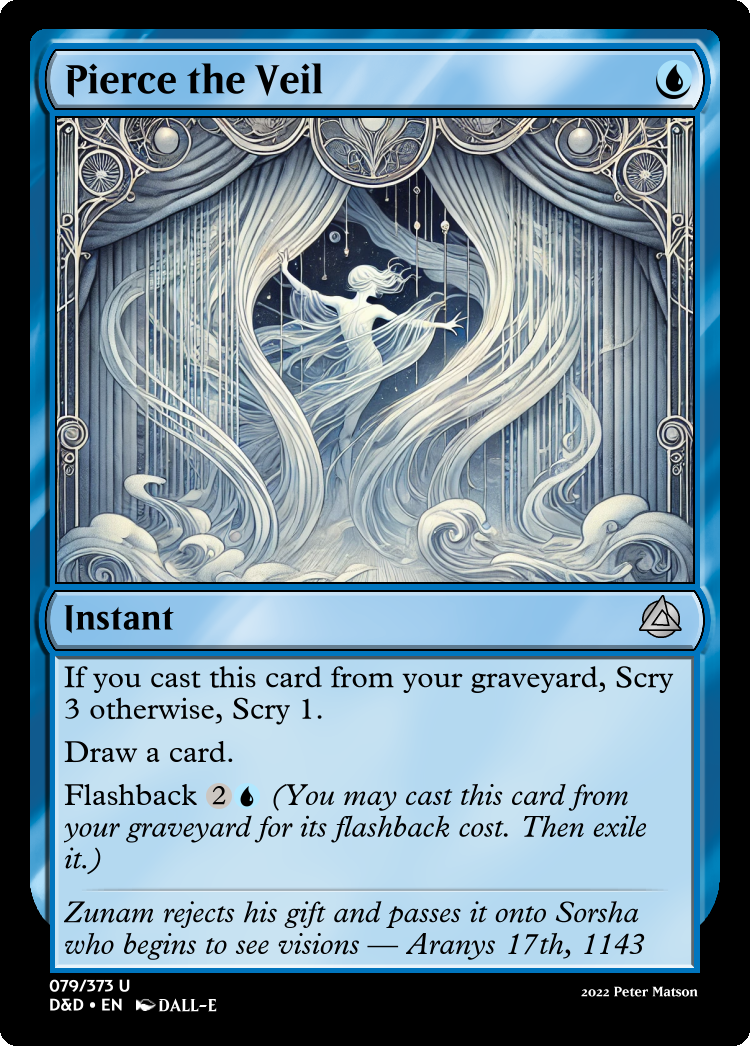 Pierce the Veil
Instant
If you cast this card from your graveyard, Scry
3 otherwise, Scry 1.
Draw a card.
Flashback 2 (You may cast this card from
your graveyard for its flashback cost. Then exile
it.)
Zunam rejects his gift and passes it onto Sorsha
who begins to see visions — Aranys 17th, 1143
079/373 U
D&D • EN DALL-E
2022 Peter Matson